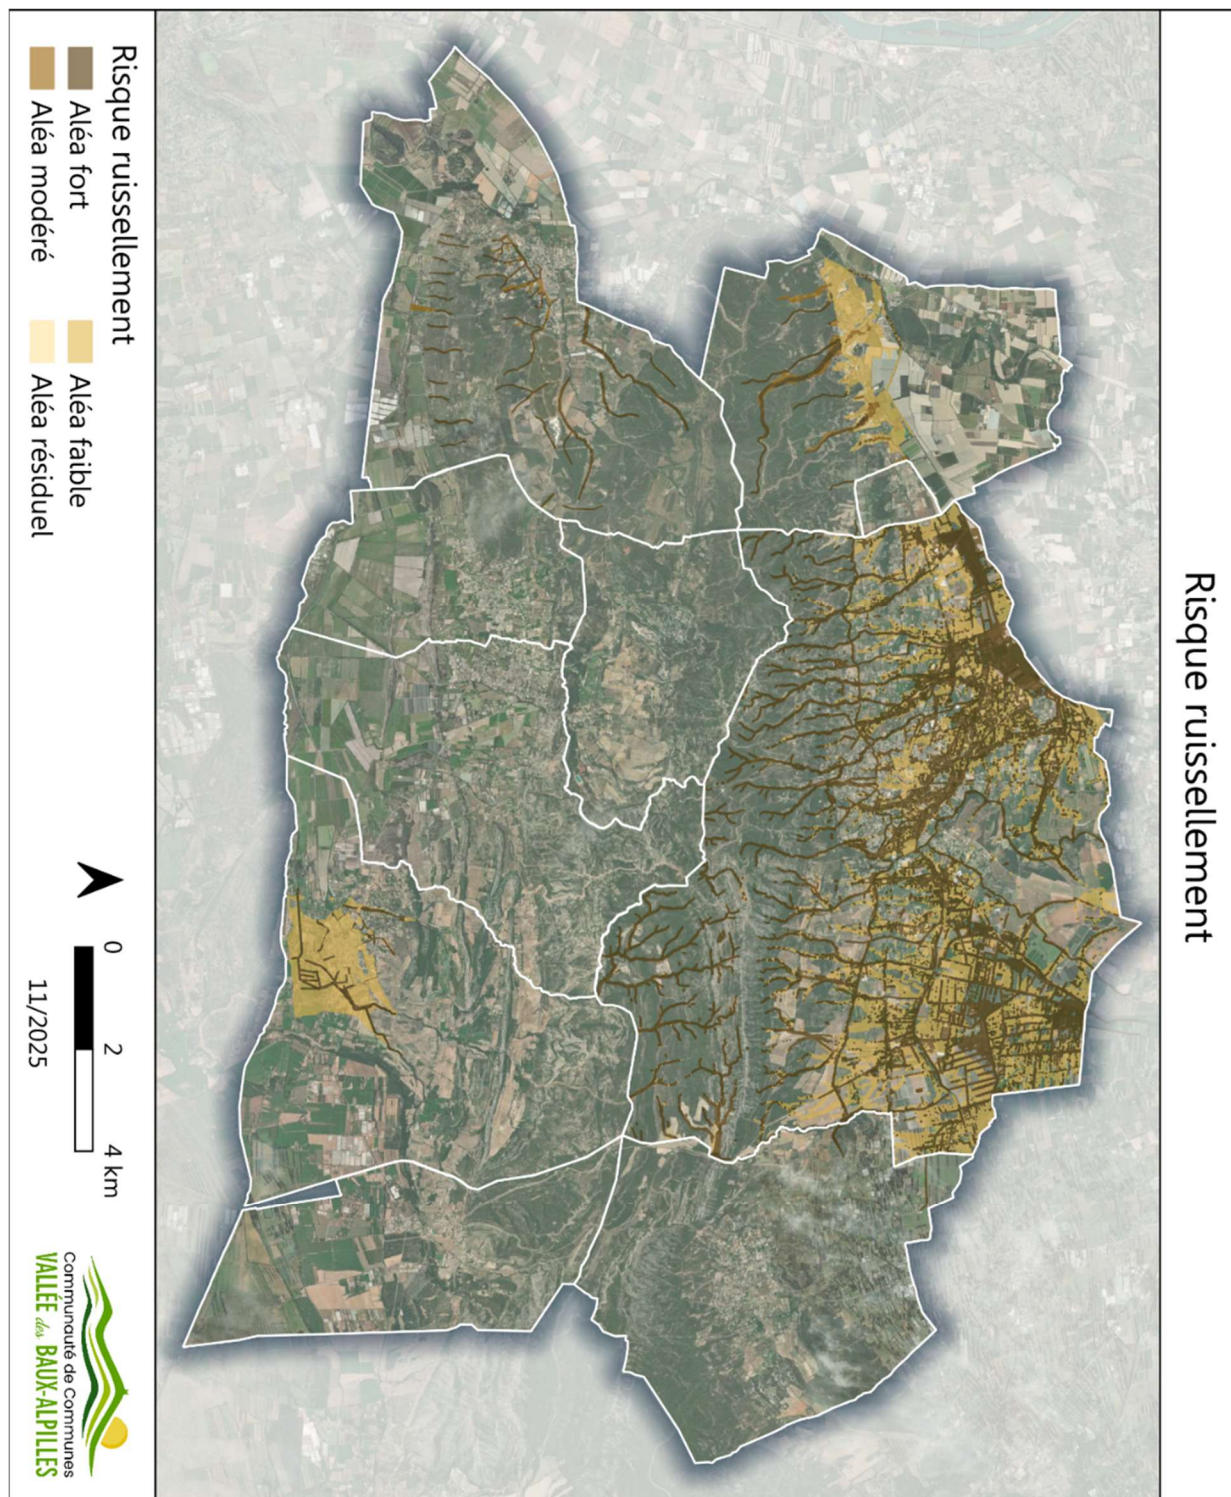 Risque ruissellement
Risque ruissellement
Aléa fort
Aléa faible
Aléa modéré
Aléa résiduel
0 2 4 km
11/2025
Communauté de Communes
VALLÉE des BAUX-ALPILLES